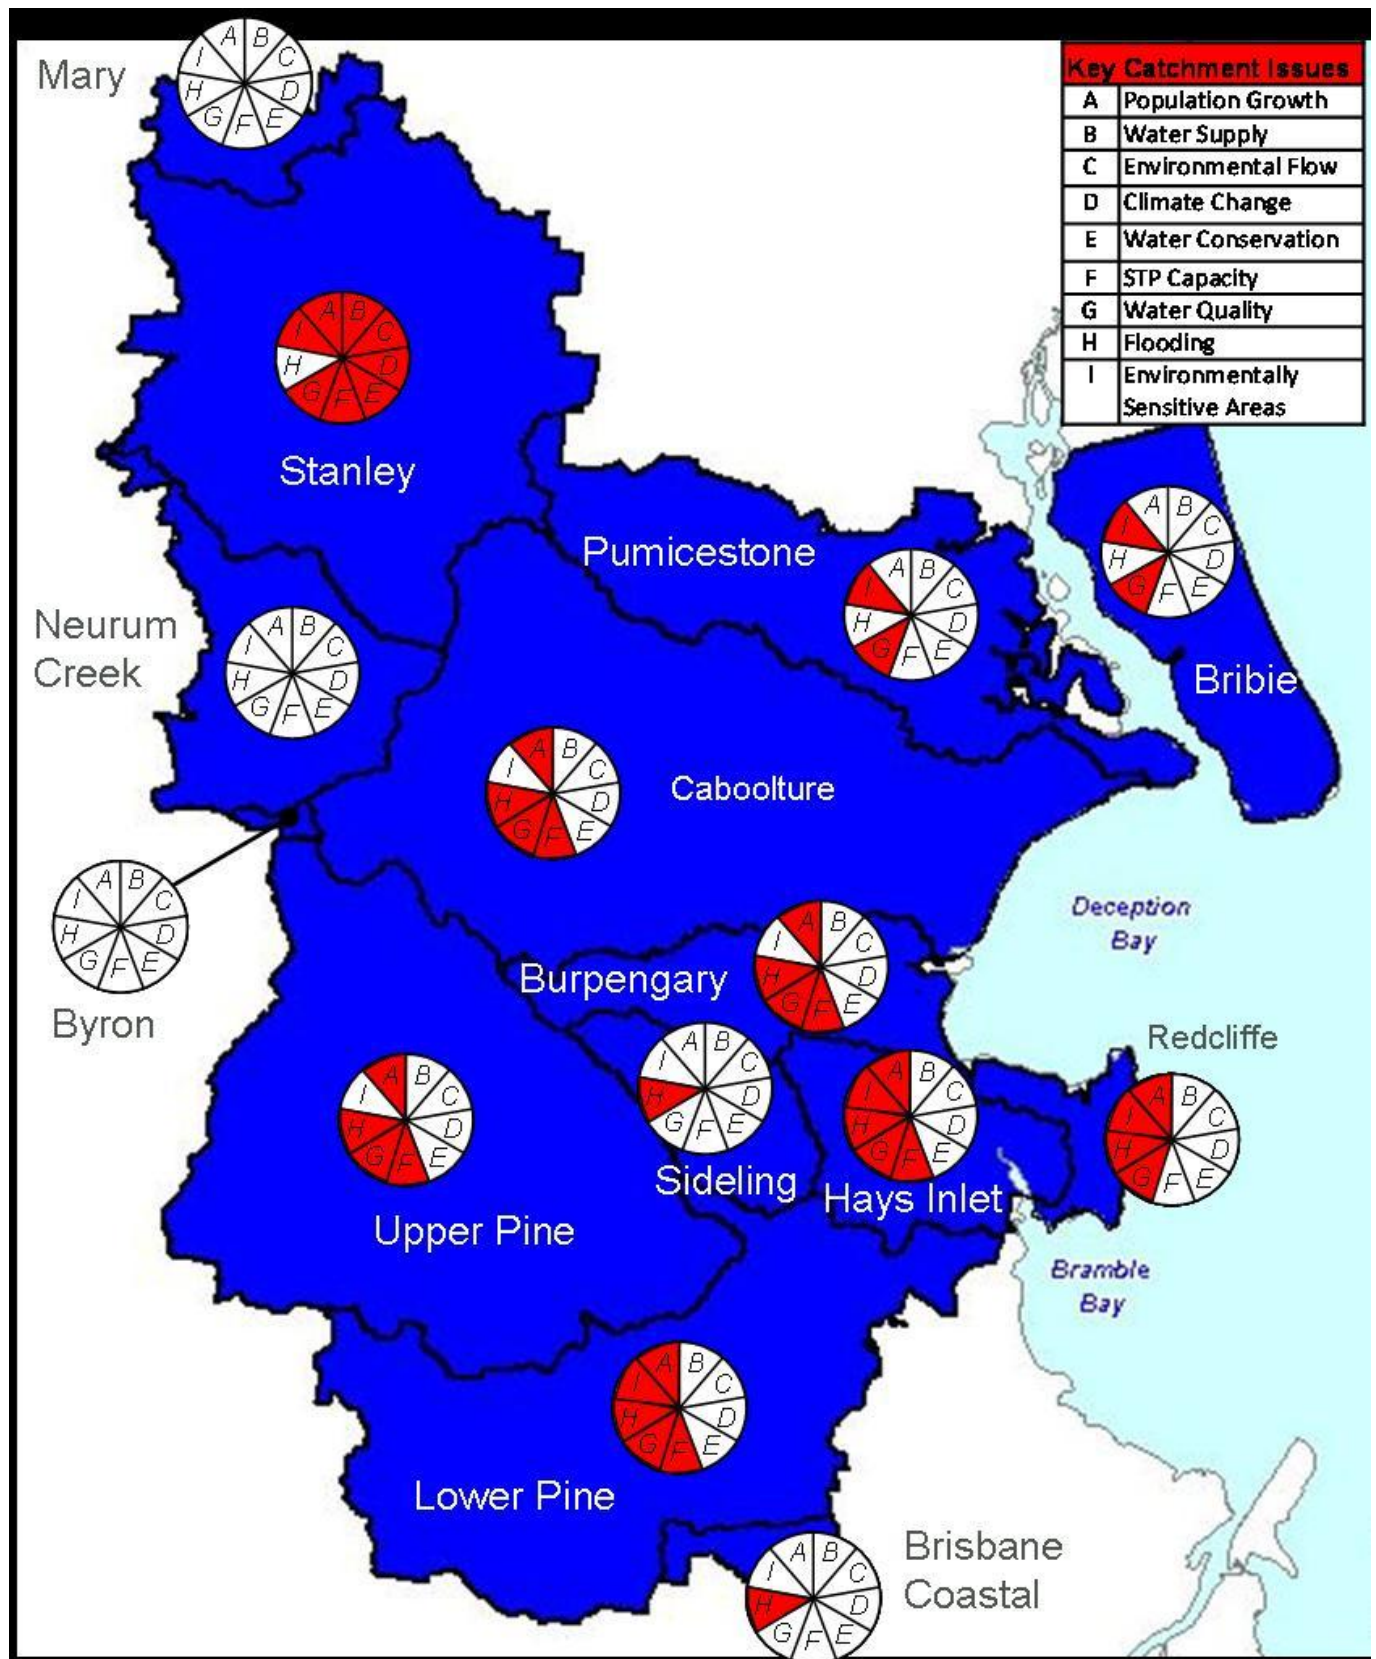 Mary
A B C D E F G H I
Key Catchment Issues
A Population Growth
B Water Supply
C Environmental Flow
D Climate Change
E Water Conservation
F STP Capacity
G Water Quality
H Flooding
I Environmentally
Sensitive Areas
A B C D E F G H I
Stanley
A B C D E F G H I
Bribie
Pumicestone
A B C D E F G H I
Neurum
Creek
A B C D E F G H I
A B C D E F G H I
Caboolture
A B C D E F G H I
Byron
Deception
Bay
Burpengary
A B C D E F G H I
Redcliffe
A B C D E F G H I
A B C D E F G H I
Sideling
A B C D E F G H I
Hays Inlet
A B C D E F G H I
Upper Pine
Bramble
Bay
A B C D E F G H I
Lower Pine
Brisbane
Coastal
A B C D E F G H I